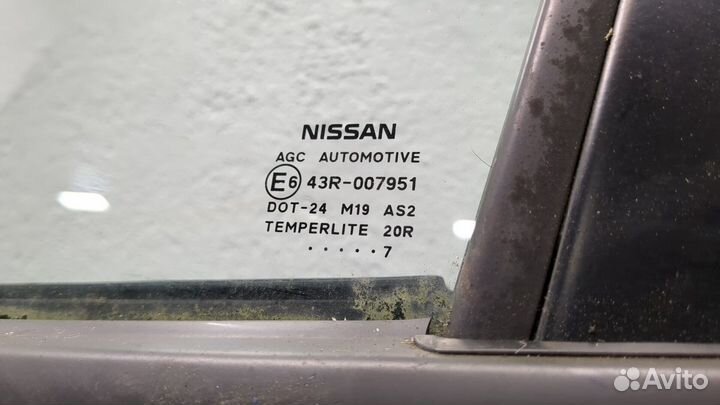 NISSAN
AGC AUTOMOTIVE
E6 43R-007951
DOT-24 M19 AS2
TEMPERLITE 20R
.....7
Avito